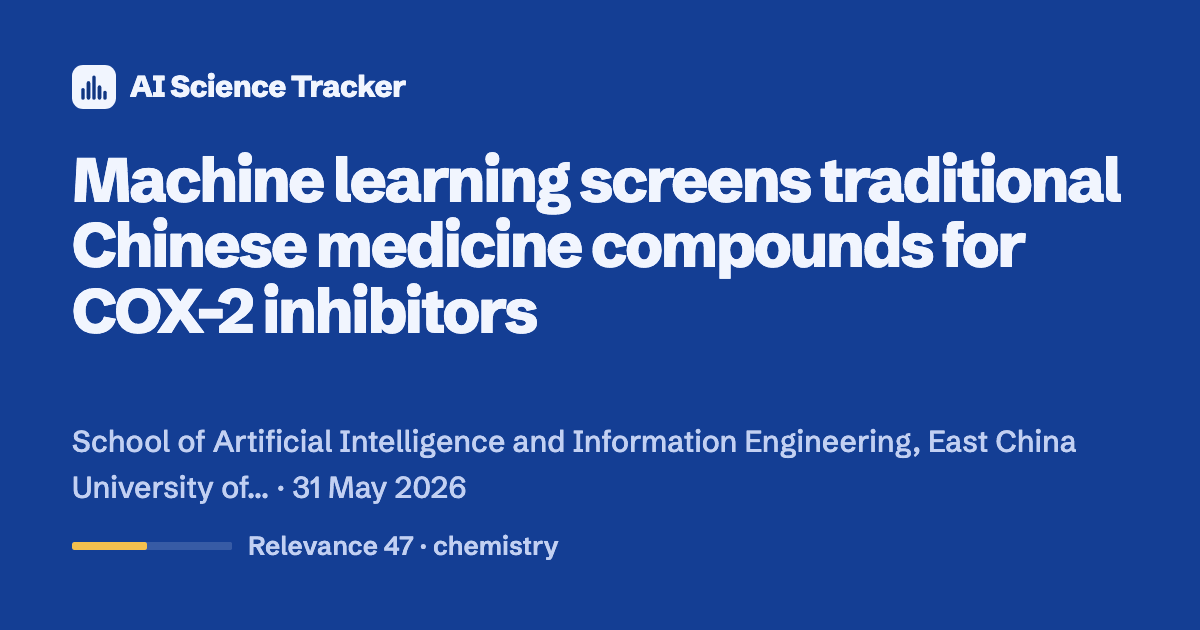 AI Science Tracker
Machine learning screens traditional
Chinese medicine compounds for
COX-2 inhibitors
School of Artificial Intelligence and Information Engineering, East China
University of... · 31 May 2026
Relevance 47 · chemistry